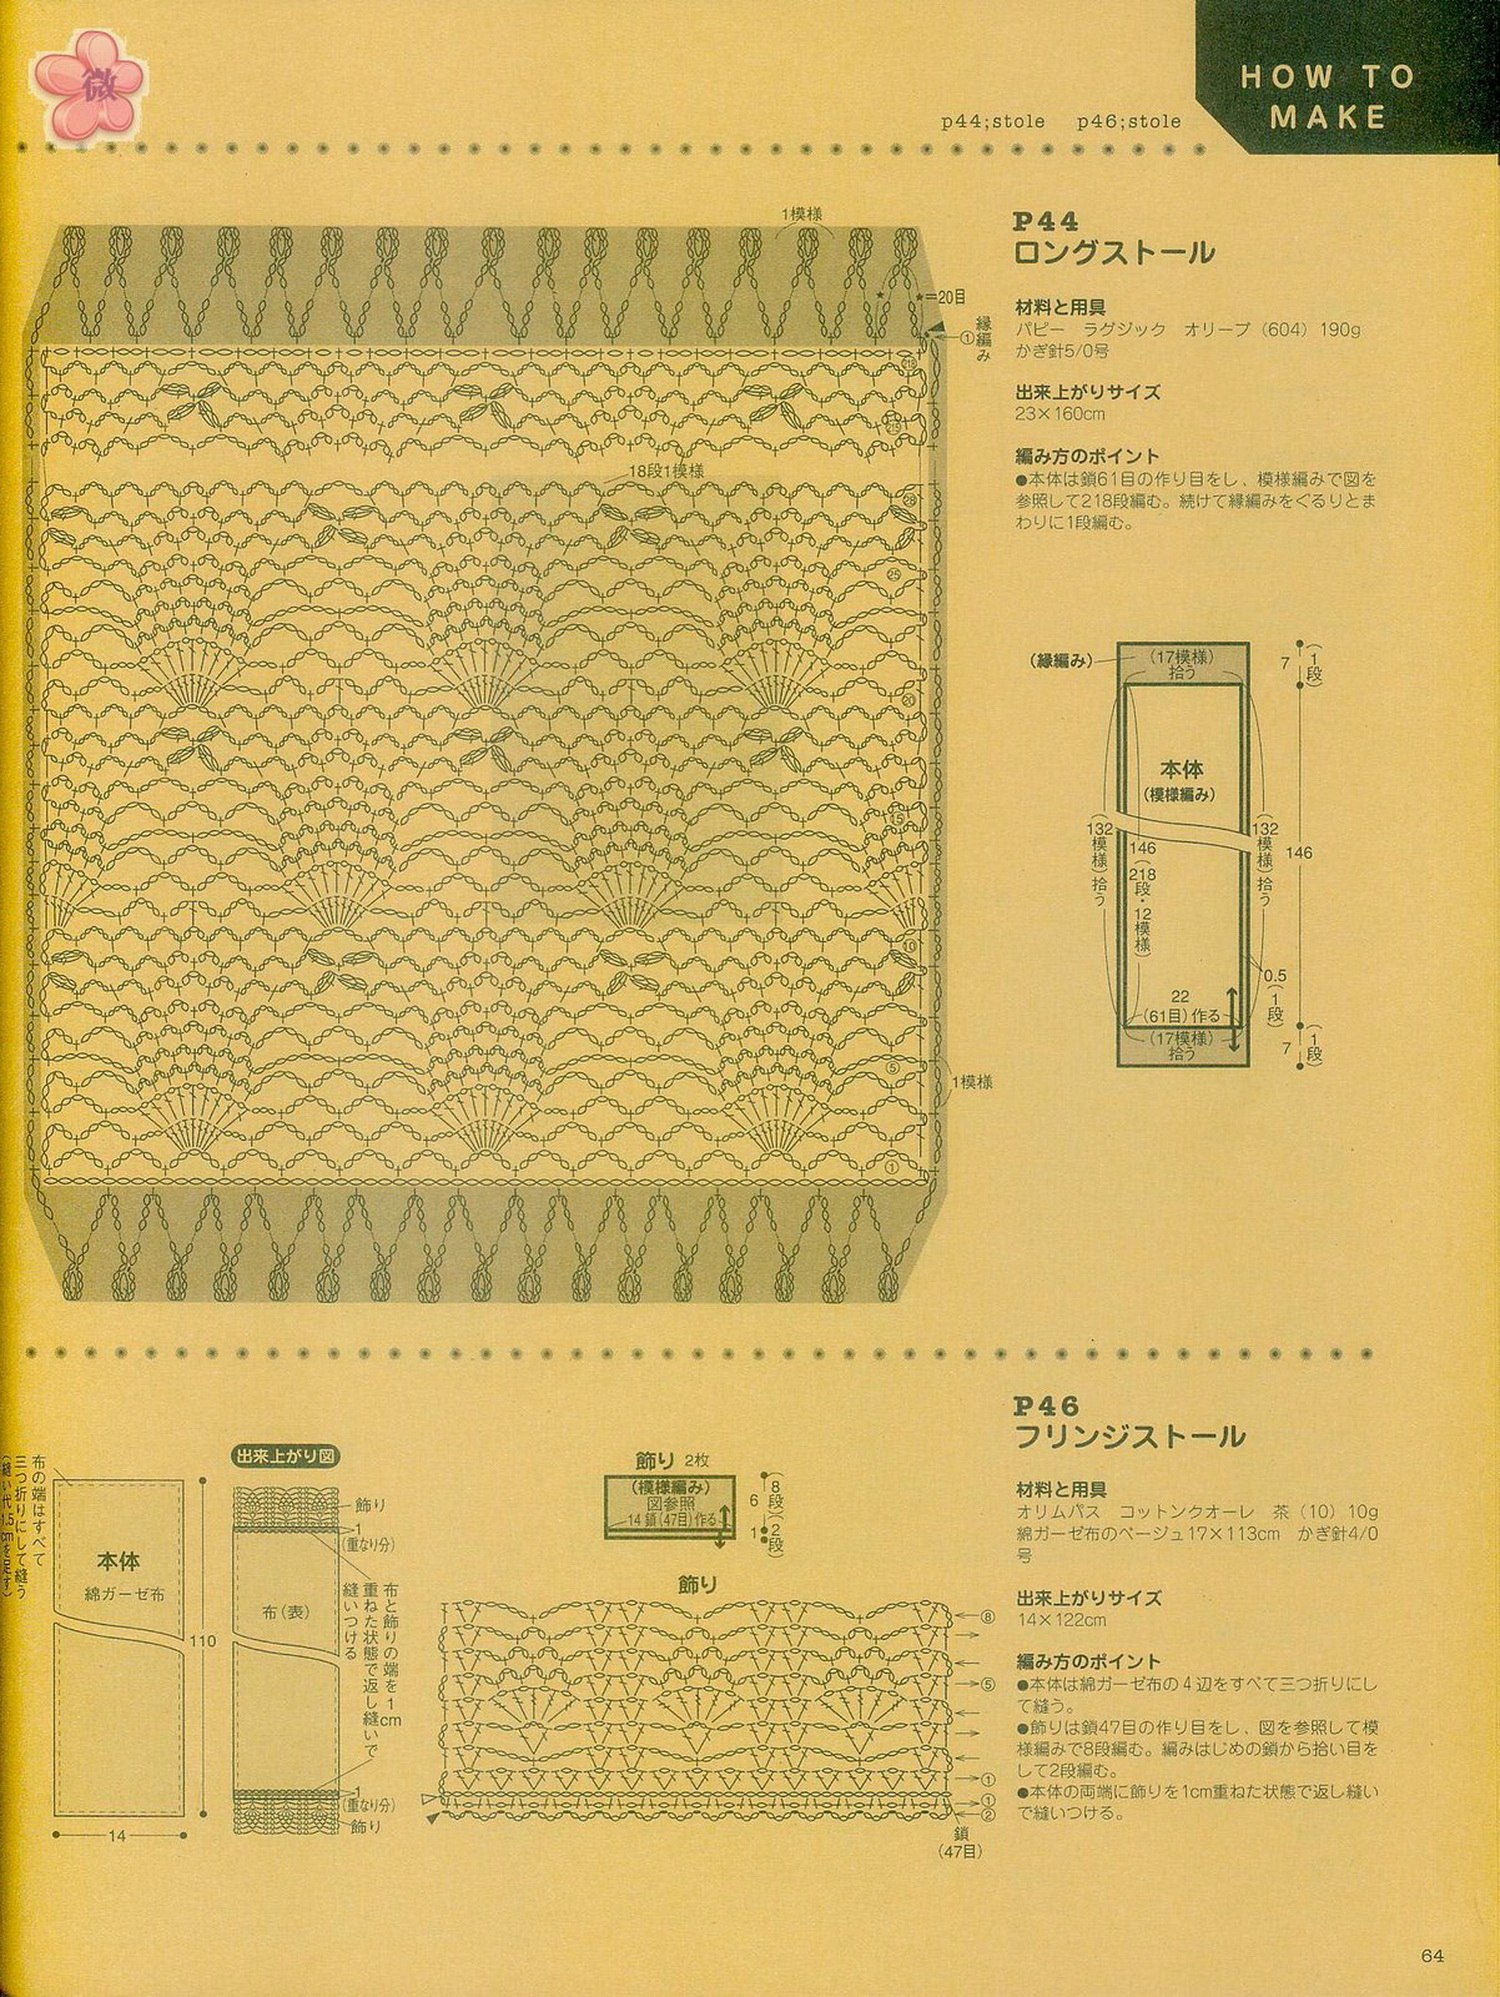 微
HOW TO
MAKE
p44;stole p46;stole
P44
ロングストール
材料と用具
パピー ラグジック オリーブ（604）190g
かぎ針5/0号
出来上がりサイズ
23×160cm
編み方のポイント
●本体は鎖61目の作り目をし、模様編みで図を
参照して218段編む。続けて縁編みをぐるりとま
わりに1段編む。
1模様
★=20目
①縁編み
218
215
18段1模様
28
25
20
15
10
⑤
1模様
①
（縁編み）
（17模様）
拾う
7（1段）
本体
（模様編み）
（132模様）拾う
146（218段・12模様）
（132模様）拾う
146
0.5（1段）
22
（61目）作る
（17模様）
拾う
7（1段）
P46
フリンジストール
材料と用具
オリムパス コットンクオーレ 茶（10）10g
綿ガーゼ布のベージュ17×113cm かぎ針4/0
号
出来上がりサイズ
14×122cm
編み方のポイント
●本体は綿ガーゼ布の4辺をすべて三つ折りにし
て縫う。
●飾りは鎖47目の作り目をし、図を参照して模
様編みで8段編む。編みはじめの鎖から拾い目を
して2段編む。
●本体の両端に飾りを1cm重ねた状態で返し縫い
で縫いつける。
布の端はすべて
三つ折りにして縫う
（縫い代1.5cmを足す）
本体
綿ガーゼ布
110
14
出来上がり図
飾り
1
（重なり分）
布（表）
布と飾りの端を1cm
重ねた状態で返し縫いで
縫いつける
1
（重なり分）
飾り
飾り 2枚
（模様編み）
図参照
14 鎖（47目）作る
6（8段）
1（2段）
飾り
⑧
⑤
①
①
②
鎖
（47目）
64